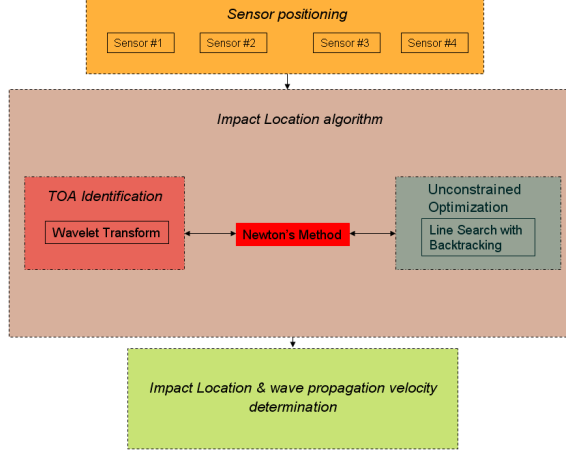 Sensor positioning
Sensor #1
Sensor #2
Sensor #3
Sensor #4
Impact Location algorithm
TOA Identification
Wavelet Transform
Newton's Method
Unconstrained
Optimization
Line Search with
Backtracking
Impact Location & wave propagation velocity
determination